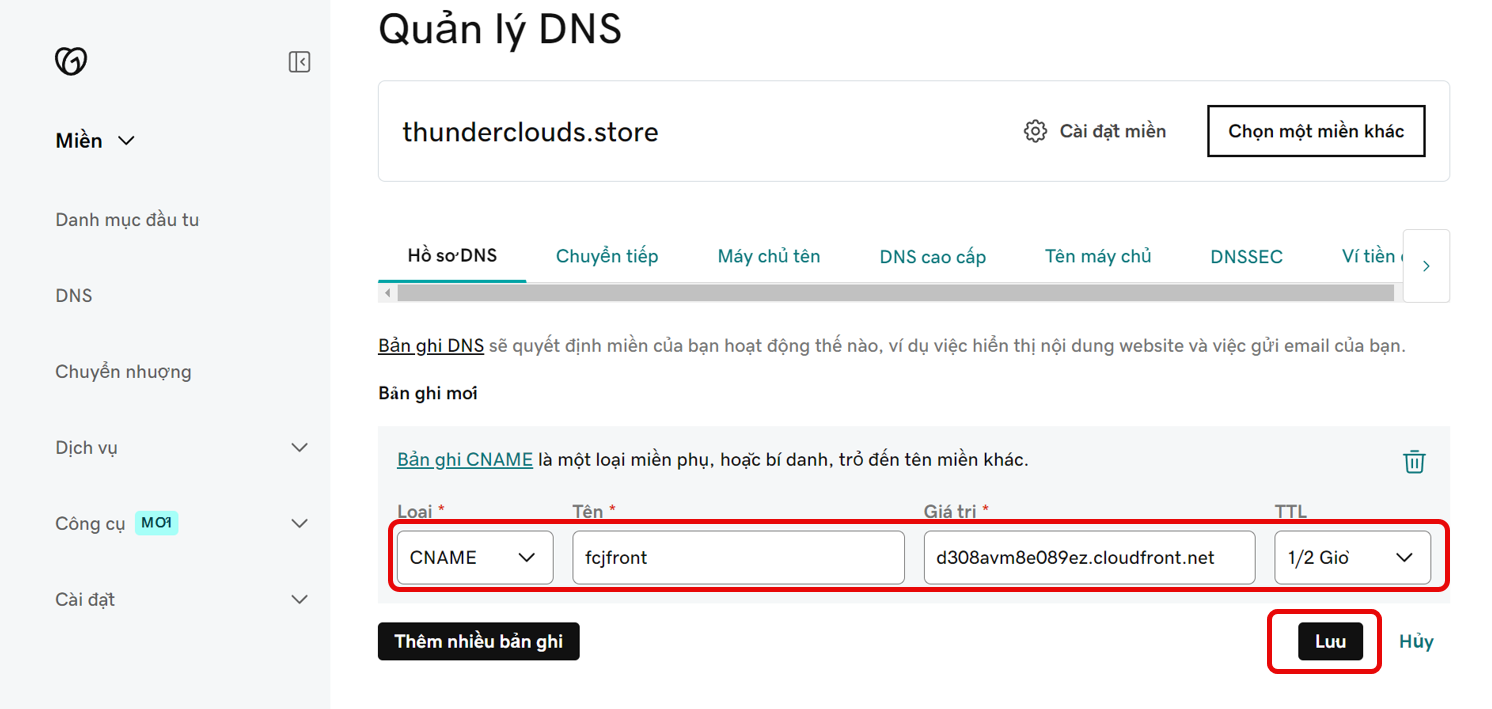 Quản lý DNS
Miền
thunderclouds.store
Cài đặt miền
Chọn một miền khác
Danh mục đầu tu
DNS
Chuyển nhượng
Dịch vụ
Công cụ MƠI
Cài đặt
Hồ sơ DNS
Chuyển tiếp
Máy chủ tên
DNS cao cấp
Tên máy chủ
DNSSEC
Ví tiền
Bản ghi DNS sẽ quyết định miền của bạn hoạt động thế nào, ví dụ việc hiển thị nội dung website và việc gửi email của bạn.
Bản ghi mơi
Bản ghi CNAME là một loại miền phụ, hoặc bí danh, trỏ đến tên miền khác.
Loại * Tên * Giá trị * TTL
CNAME fcjfront d308avm8e089ez.cloudfront.net 1/2 Giờ
Thêm nhiều bản ghi
Luu
Hủy